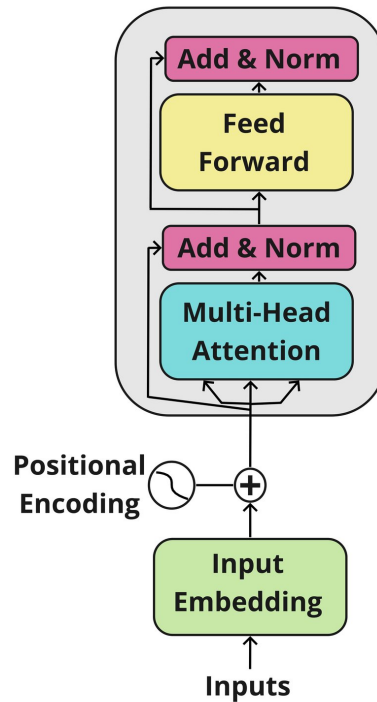 Add & Norm
Feed
Forward
Add & Norm
Multi-Head
Attention
Positional
Encoding
Input
Embedding
Inputs